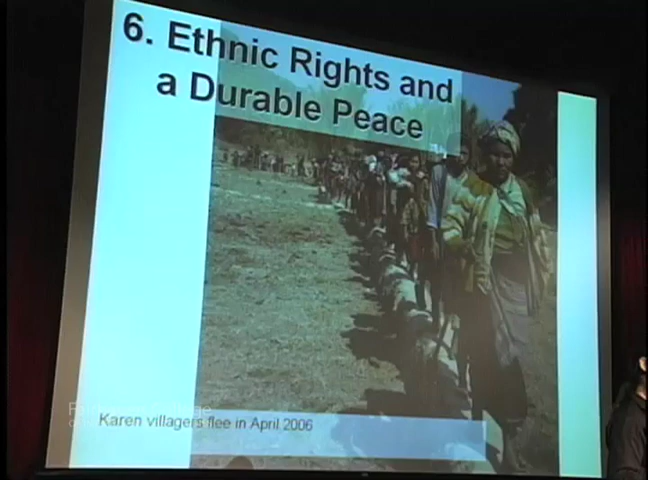 6. Ethnic Rights and
a Durable Peace
Karen villagers flee in April 2006